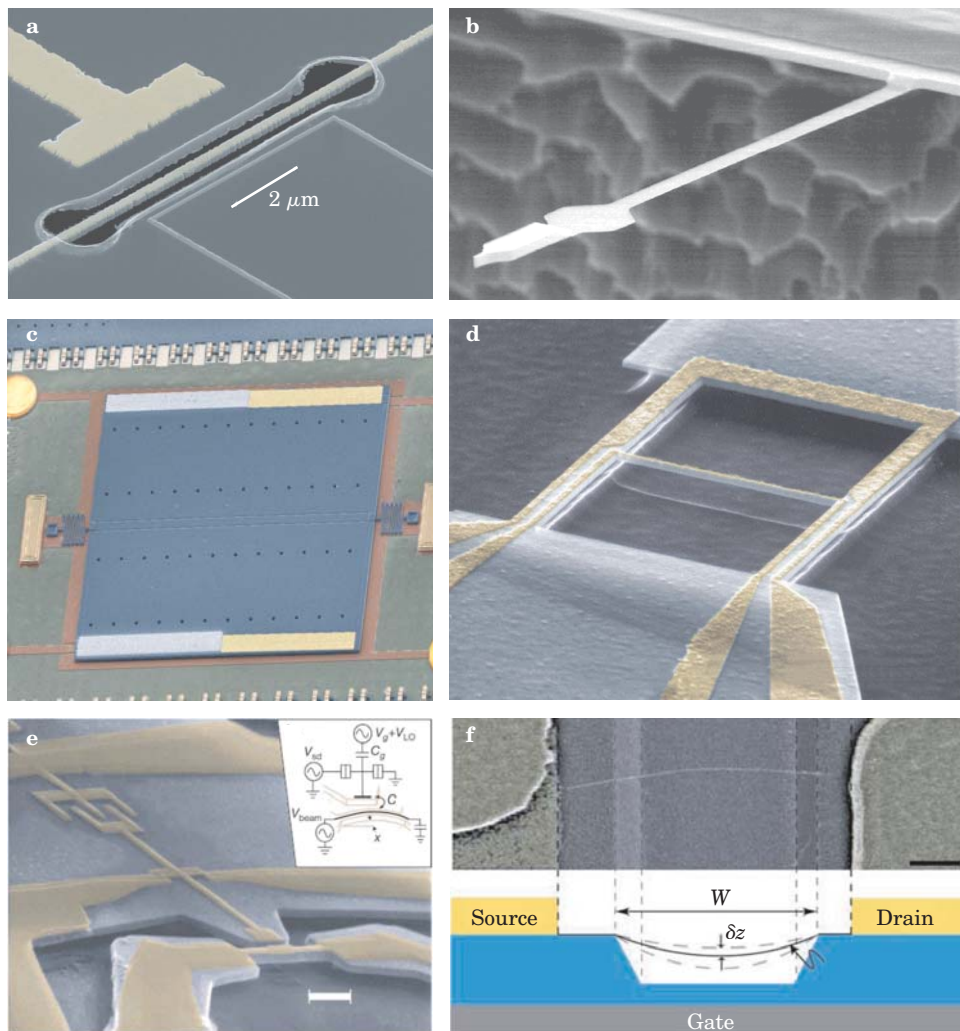 a
2 μm
b
c
d
e
V_g+V_LO
C_g
V_sd
C
V_beam
x
f
W
Source
Drain
δz
Gate